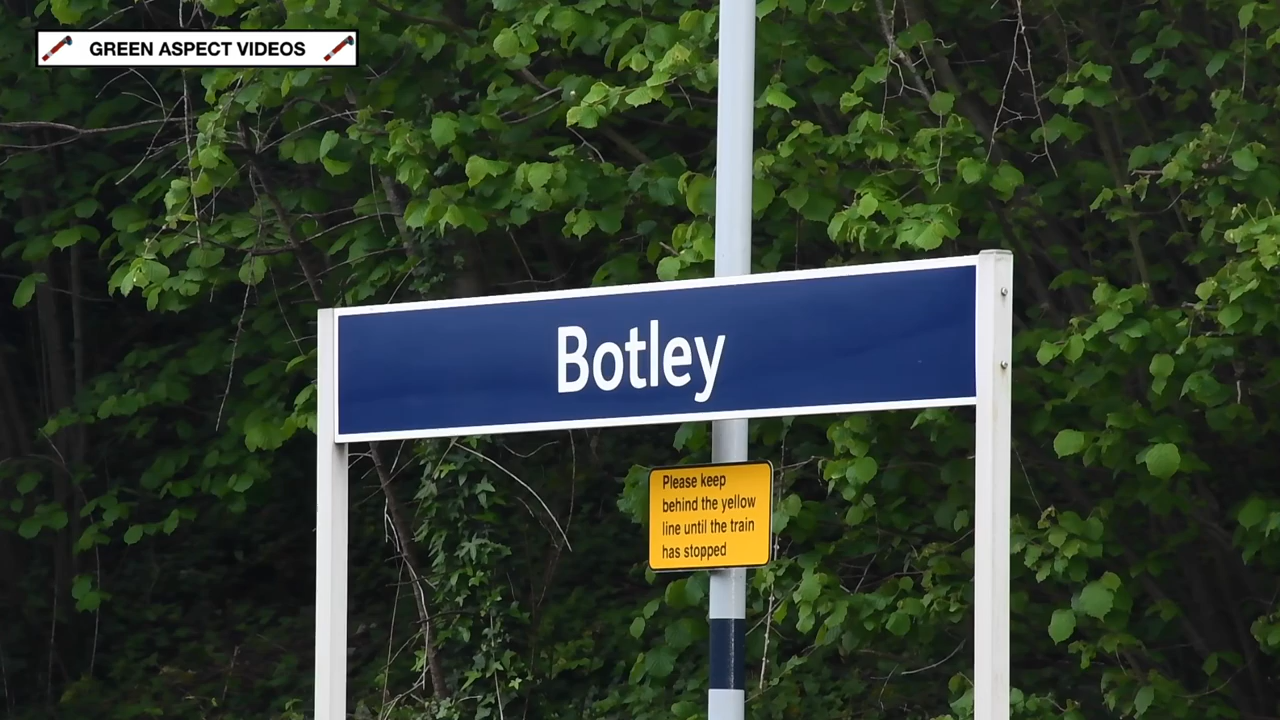 GREEN ASPECT VIDEOS
Botley
Please keep
behind the yellow
line until the train
has stopped